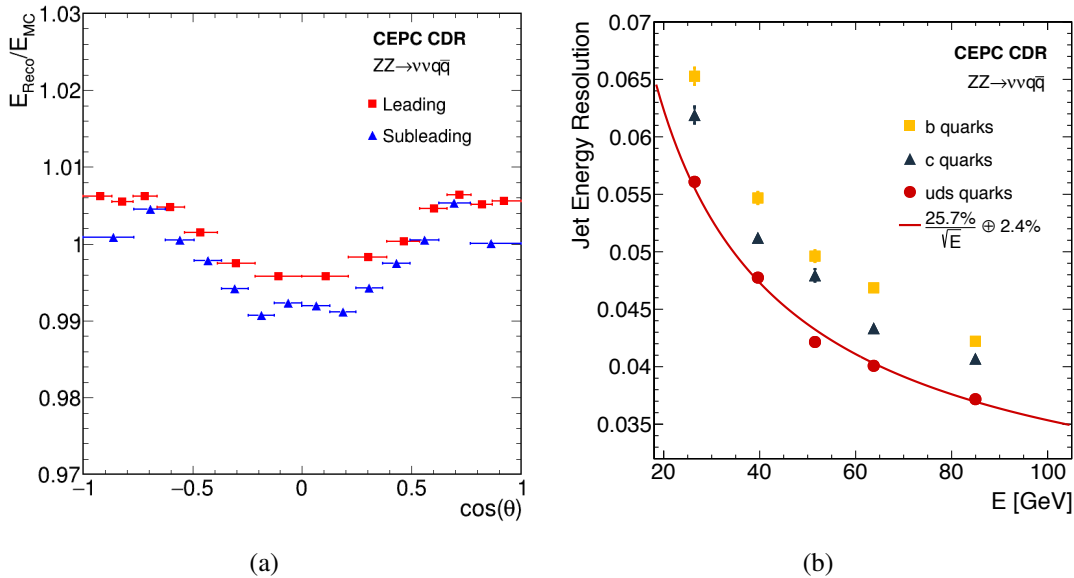 1.03
1.02
1.01
1
0.99
0.98
0.97
E_Reco/E_MC
CEPC CDR
ZZ→ννqq̄
Leading
Subleading
−1
−0.5
0
0.5
1
cos(θ)
(a)
0.07
0.065
0.06
0.055
0.05
0.045
0.04
0.035
Jet Energy Resolution
CEPC CDR
ZZ→ννqq̄
b quarks
c quarks
uds quarks
25.7%/√E ⊕ 2.4%
20
40
60
80
100
E [GeV]
(b)